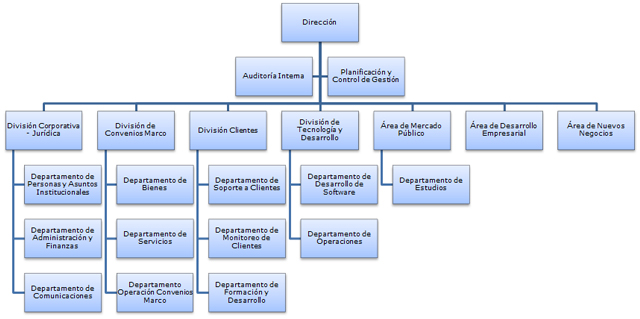 Dirección
Auditoría Interna
Planificación y
Control de Gestión
División Corporativa
- Jurídica
División de
Convenios Marco
División Clientes
División de
Tecnología y
Desarrollo
Área de Mercado
Público
Área de Desarrollo
Empresarial
Área de Nuevos
Negocios
Departamento de
Personas y Asuntos
Institucionales
Departamento de
Bienes
Departamento de
Soporte a Clientes
Departamento de
Desarrollo de
Software
Departamento de
Estudios
Departamento de
Administración y
Finanzas
Departamento de
Servicios
Departamento de
Monitoreo de
Clientes
Departamento de
Operaciones
Departamento de
Comunicaciones
Departamento
Operación Convenios
Marco
Departamento de
Formación y
Desarrollo